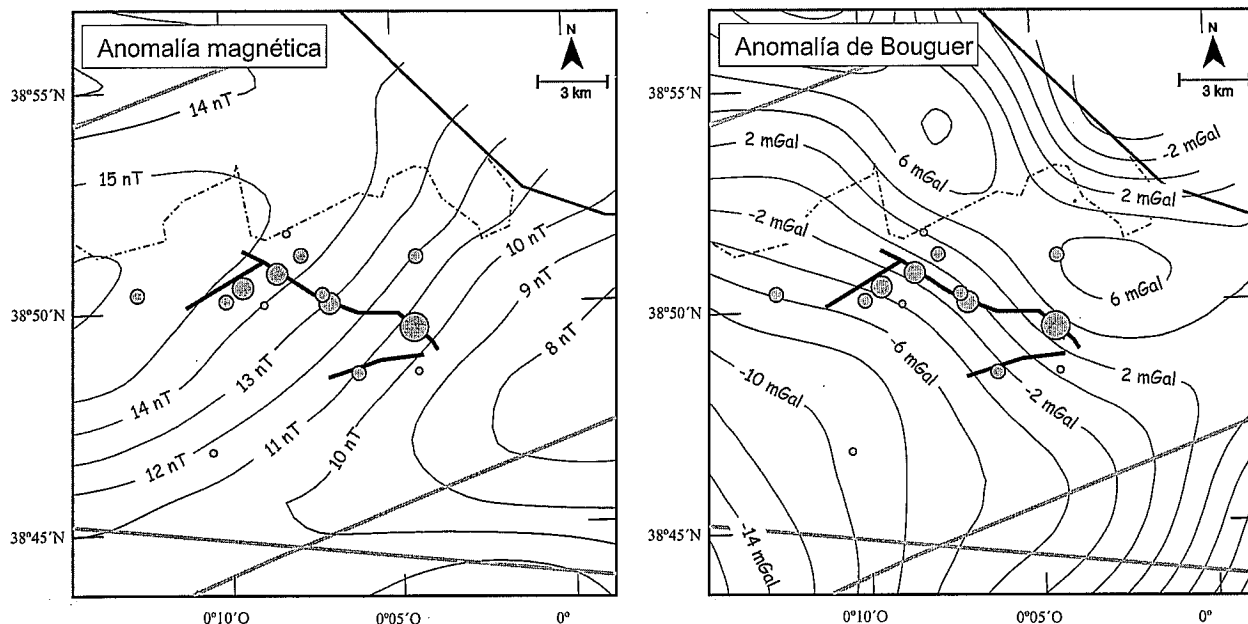 Anomalía magnética
N
3 km
38°55´N
38°50´N
38°45´N
0°10´O
0°05´O
0°
14 nT
15 nT
10 nT
9 nT
8 nT
13 nT
14 nT
11 nT
12 nT
10 nT
Anomalía de Bouguer
N
3 km
38°55´N
38°50´N
38°45´N
0°10´O
0°05´O
0°
2 mGal
6 mGal
-2 mGal
2 mGal
-2 mGal
6 mGal
-6 mGal
-10 mGal
2 mGal
-2 mGal
-14 mGal